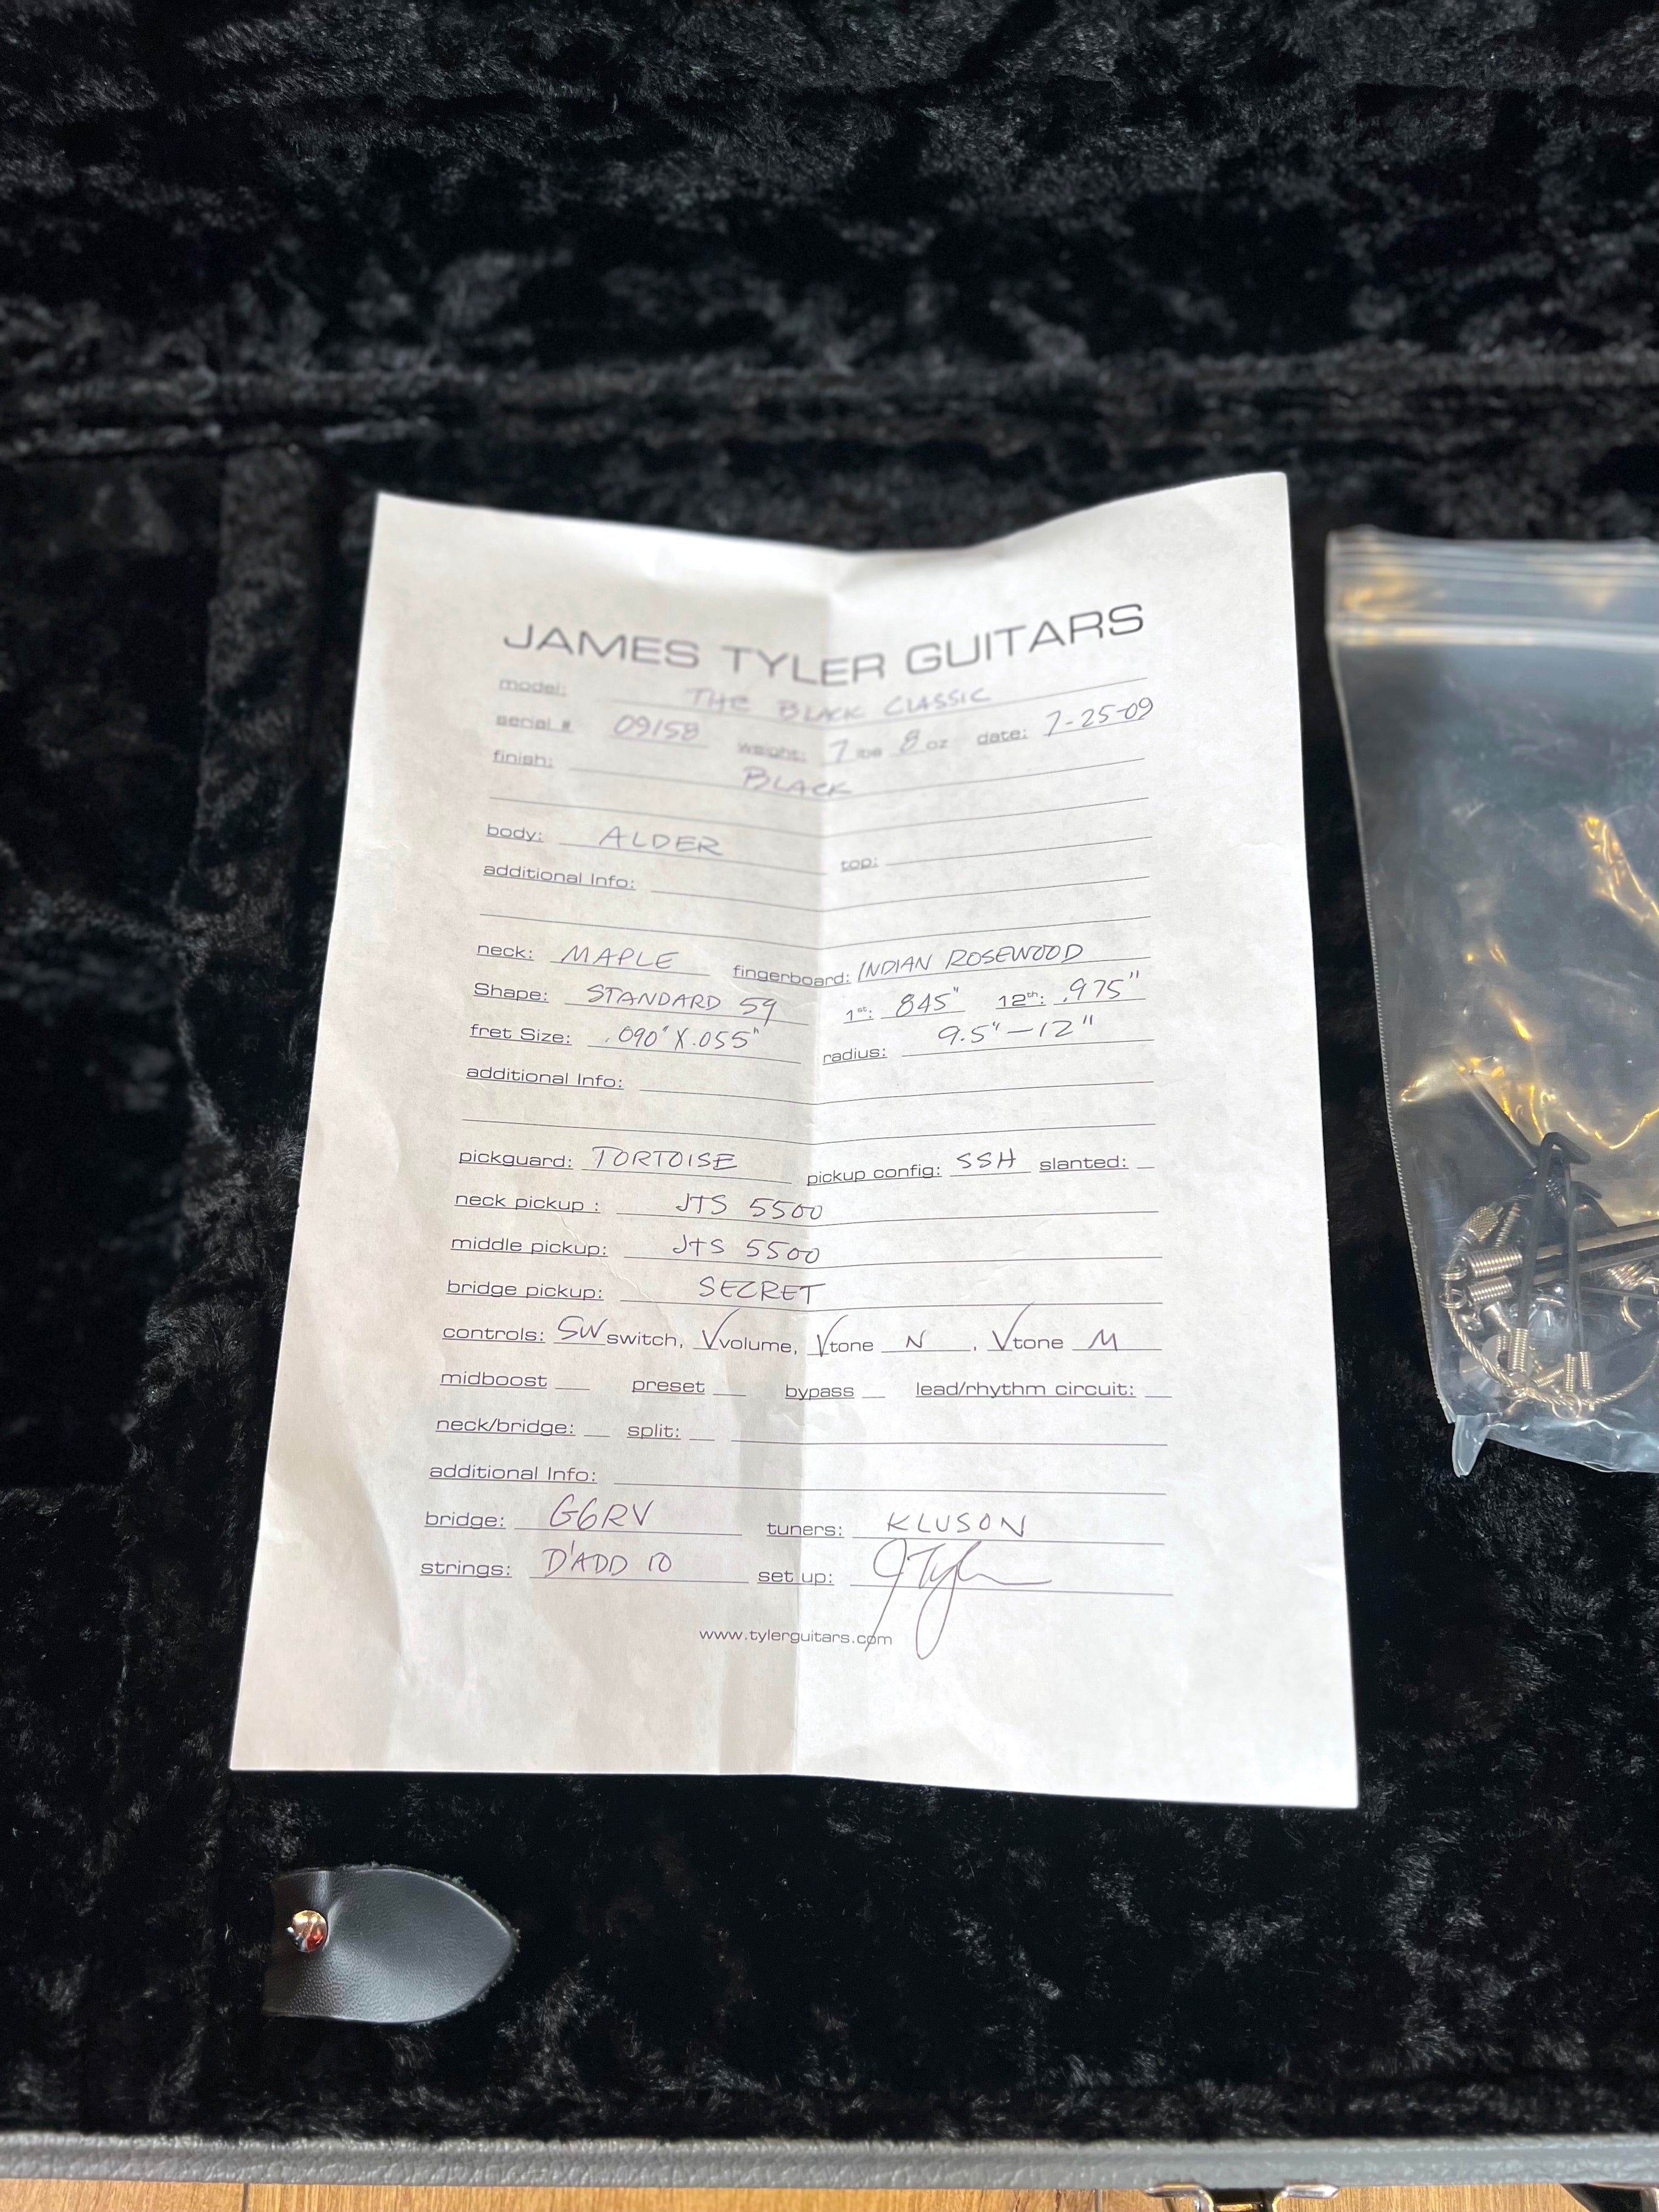 JAMES TYLER GUITARS
model: THE BLACK CLASSIC
serial # 09158 weight: 7 lbs 8 oz date: 7-25-09
finish: BLACK
body: ALDER top:
additional Info:
neck: MAPLE fingerboard: INDIAN ROSEWOOD
Shape: STANDARD 59 1st: .845" 12th: .975"
fret Size: .090" X .055" radius: 9.5"-12"
additional Info:
pickguard: TORTOISE pickup config: SSH slanted:
neck pickup : JTS 5500
middle pickup: JTS 5500
bridge pickup: SECRET
controls: 5W switch, √ volume, √ tone N , √ tone M
midboost preset bypass lead/rhythm circuit:
neck/bridge: split:
additional Info:
bridge: G6RV tuners: KLUSON
strings: D'ADD 10 set up: JTyler
www.tylerguitars.com